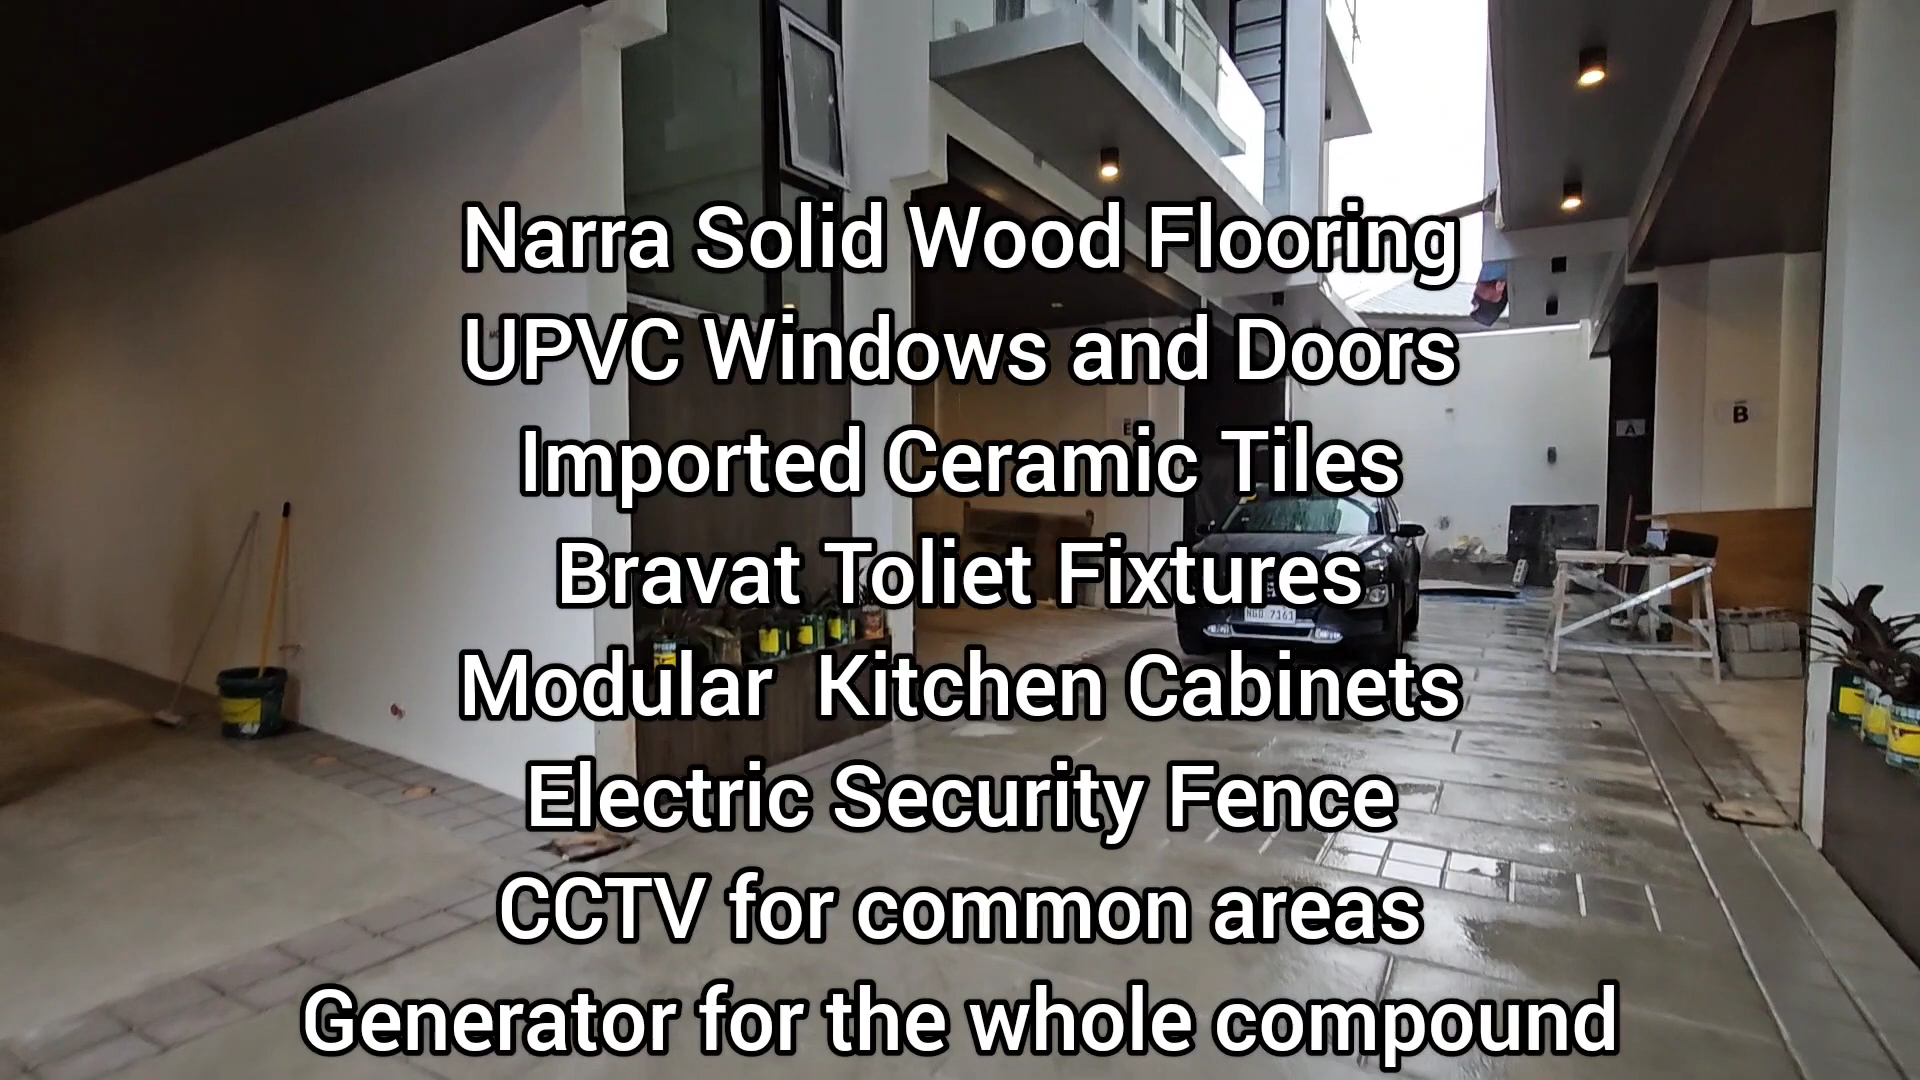 Narra Solid Wood Flooring
UPVC Windows and Doors
Imported Ceramic Tiles
Bravat Toliet Fixtures
Modular  Kitchen Cabinets
Electric Security Fence
CCTV for common areas
Generator for the whole compound
E
A
B